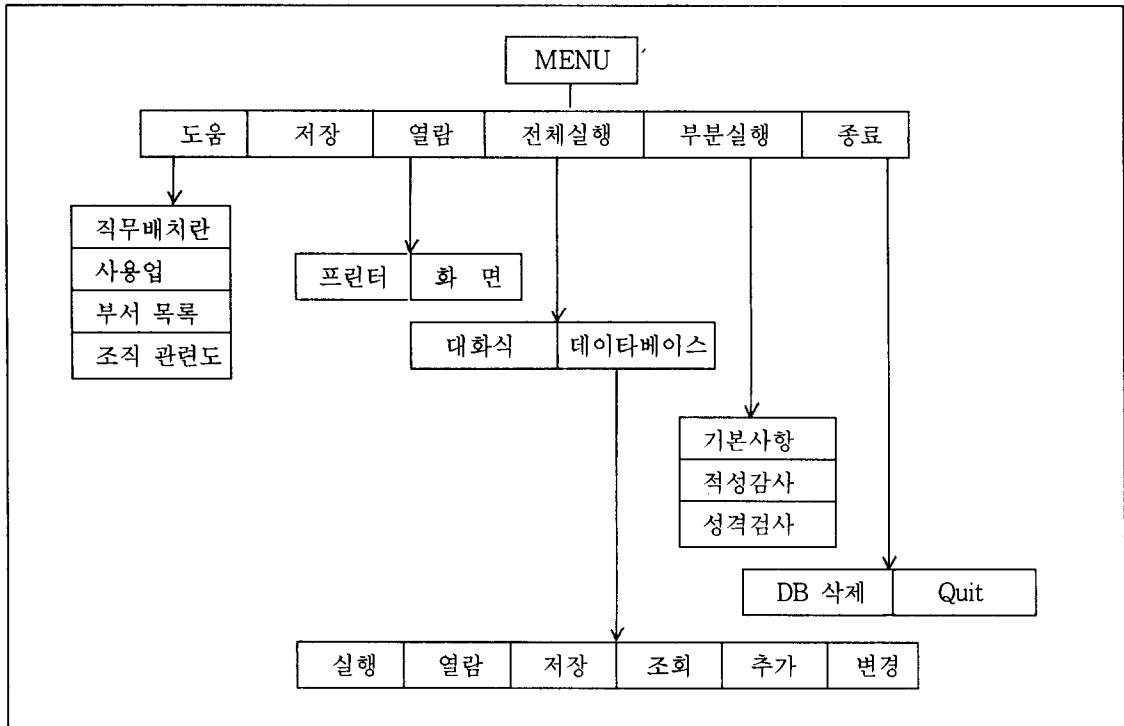 MENU
도움 저장 열람 전체실행 부분실행 종료
직무배치란
사용업
부서 목록
조직 관련도
프린터 화 면
대화식 데이타베이스
기본사항
적성감사
성격검사
DB 삭제 Quit
실행 열람 저장 조회 추가 변경